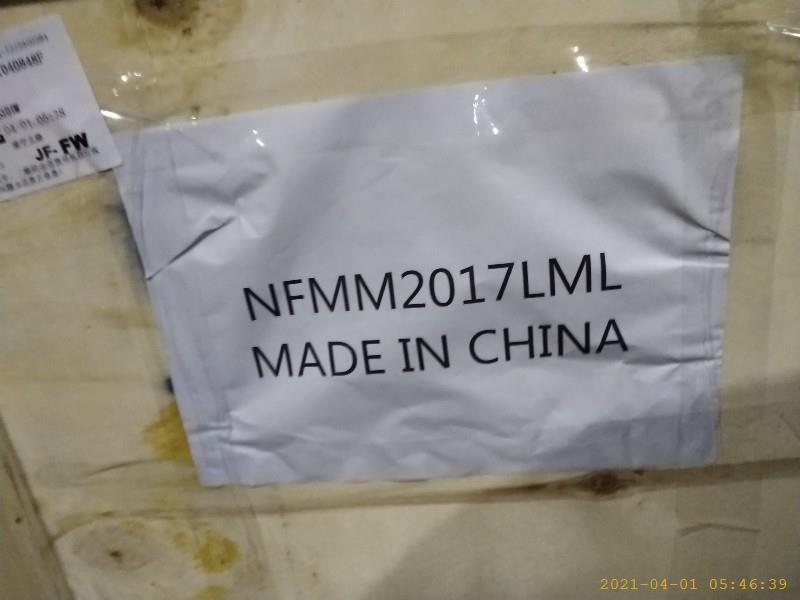 JF-FW
NFMM2017LML
MADE IN CHINA
2021-04-01 05:46:39